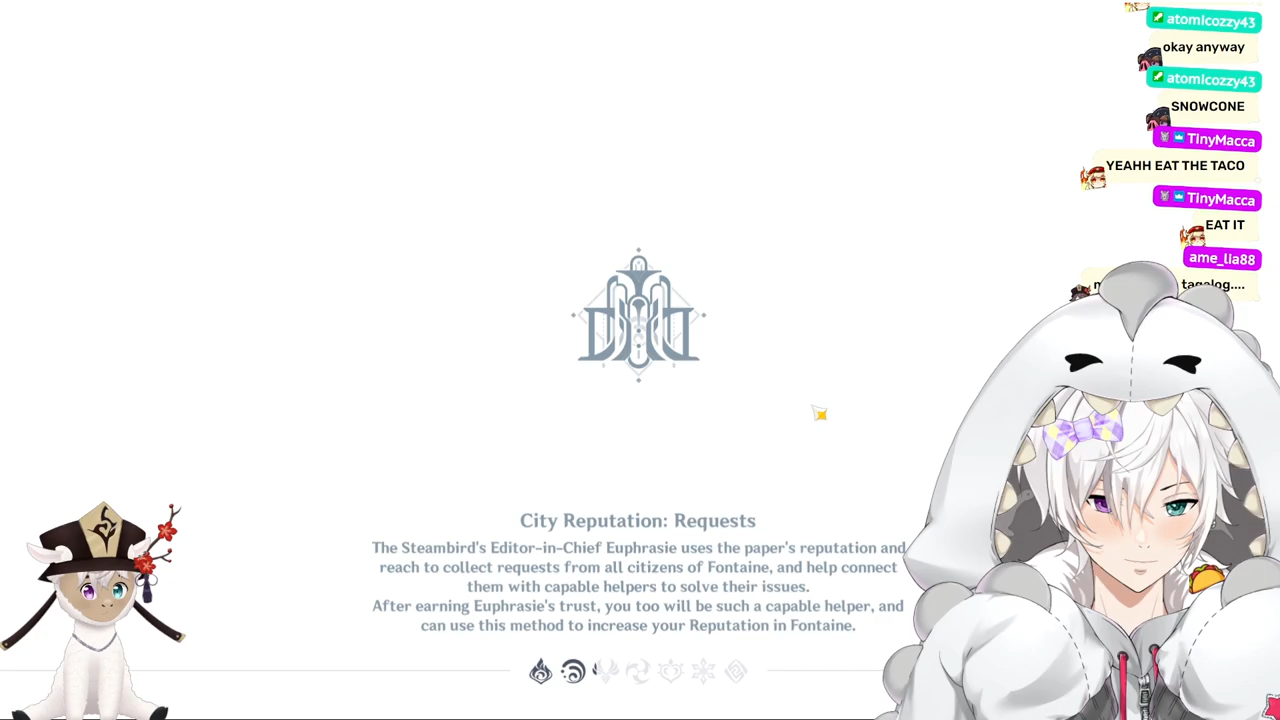 atomicozzy43
okay anyway
atomicozzy43
SNOWCONE
TinyMacca
YEAHH EAT THE TACO
TinyMacca
EAT IT
ame_lia88
tagalog....
City Reputation: Requests
The Steambird's Editor-in-Chief Euphrasie uses the paper's reputation and
reach to collect requests from all citizens of Fontaine, and help connect
them with capable helpers to solve their issues.
After earning Euphrasie's trust, you too will be such a capable helper, and
can use this method to increase your Reputation in Fontaine.